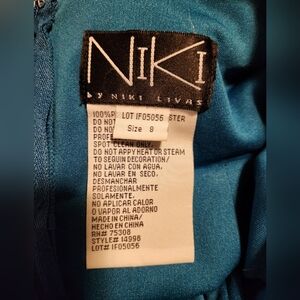 NIKI
by NIKI LIVAS
100%P
LOT IF05056 STER
DO NOT
Size 8
DO NO
PROFE
SPOT CLEAN ONLY.
DO NOT APPLY HEAT OR STEAM
TO SEQUIN DECORATION/
NO LAVAR CON AGUA.
NO LAVAR EN SECO.
DESMANCHAR
PROFESIONALMENTE
SOLAMENTE.
NO APLICAR CALOR
O VAPOR AL ADORNO
MADE IN CHINA/
HECHO EN CHINA
RN# 75308
STYLE# 14998
LOT# IF05056